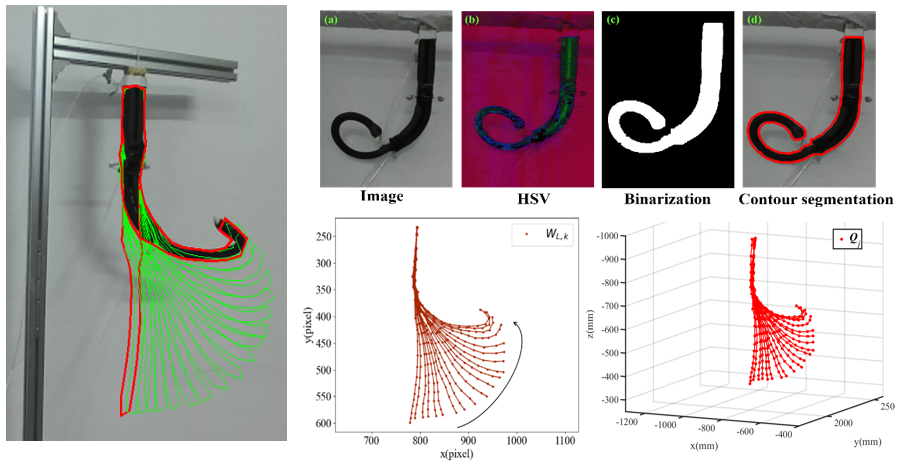 (a)
(b)
(c)
(d)
Image
HSV
Binarization
Contour segmentation
250
300
350
400
450
500
550
600
y(pixel)
W_{L,k}
700
800
900
1000
1100
x(pixel)
-1000
-900
-800
-700
-600
-500
-400
-300
z(mm)
Q_j
-1200
-1000
-800
-600
-400
x(mm)
2000
250
y(mm)